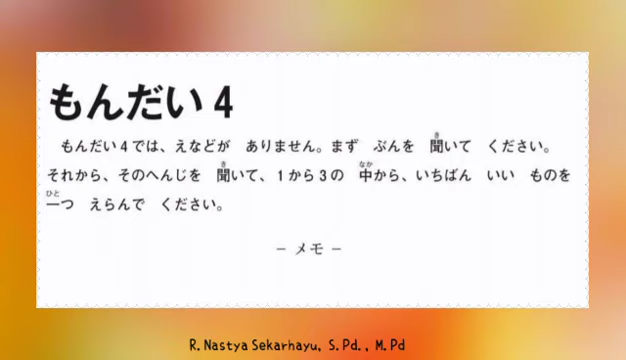 もんだい 4
もんだい4では、えなどが　ありません。まず　ぶんを　聞いて　ください。
それから、そのへんじを　聞いて、1から3の　中から、いちばん　いい　ものを
一つ　えらんで　ください。
− メモ −
R. Nastya Sekarhayu, S. Pd., M. Pd